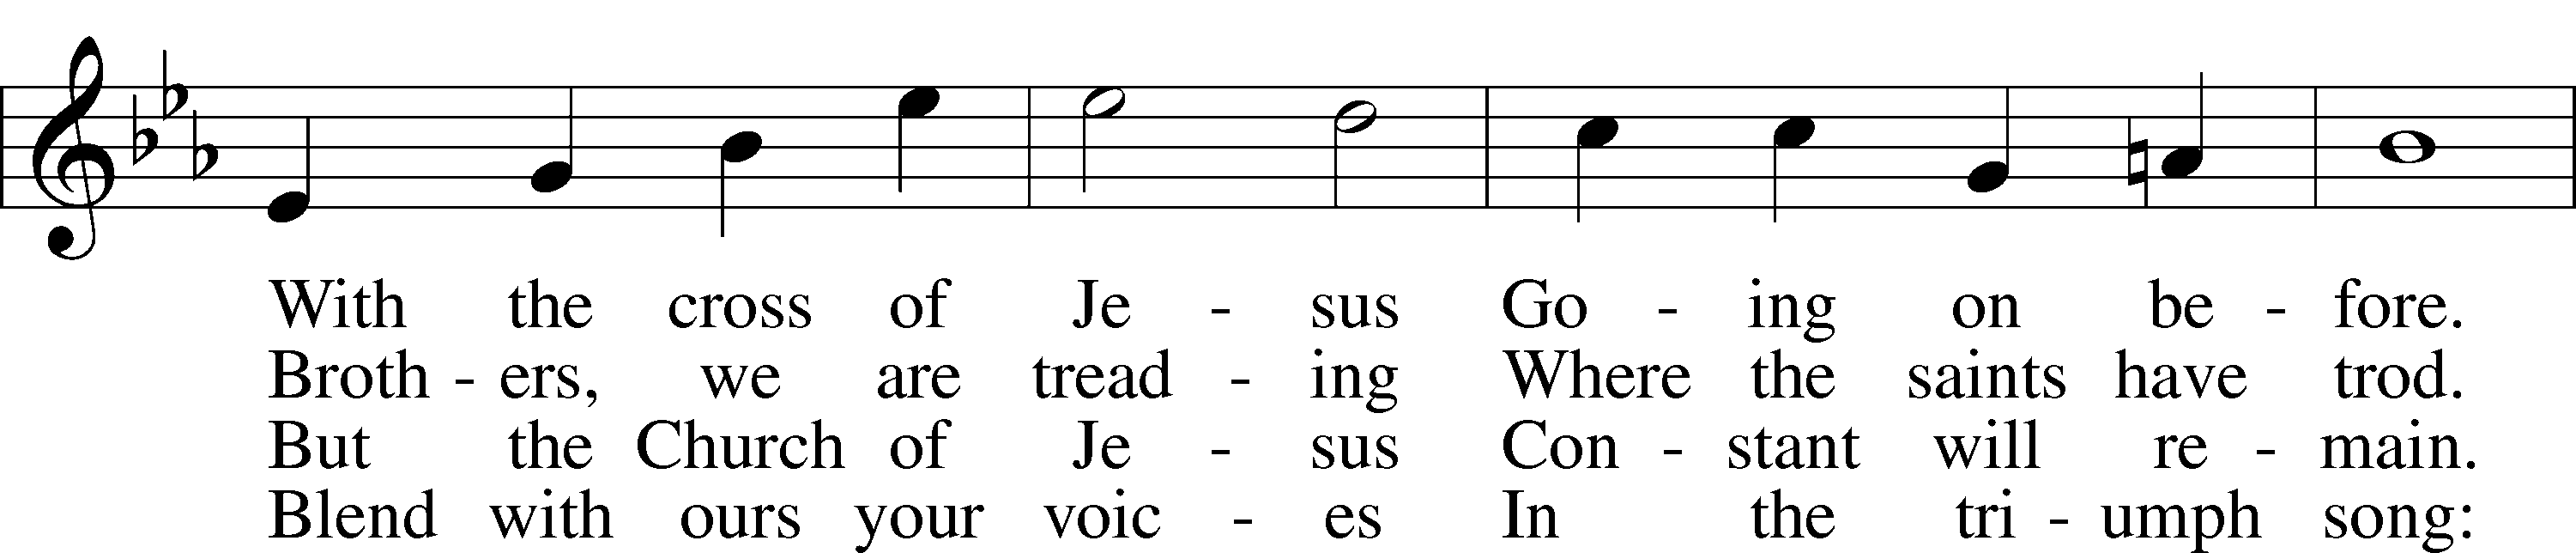 With the cross of Je - sus Go - ing on be - fore.
Broth - ers, we are tread - ing Where the saints have trod.
But the Church of Je - sus Con - stant will re - main.
Blend with ours your voic - es In the tri - umph song: